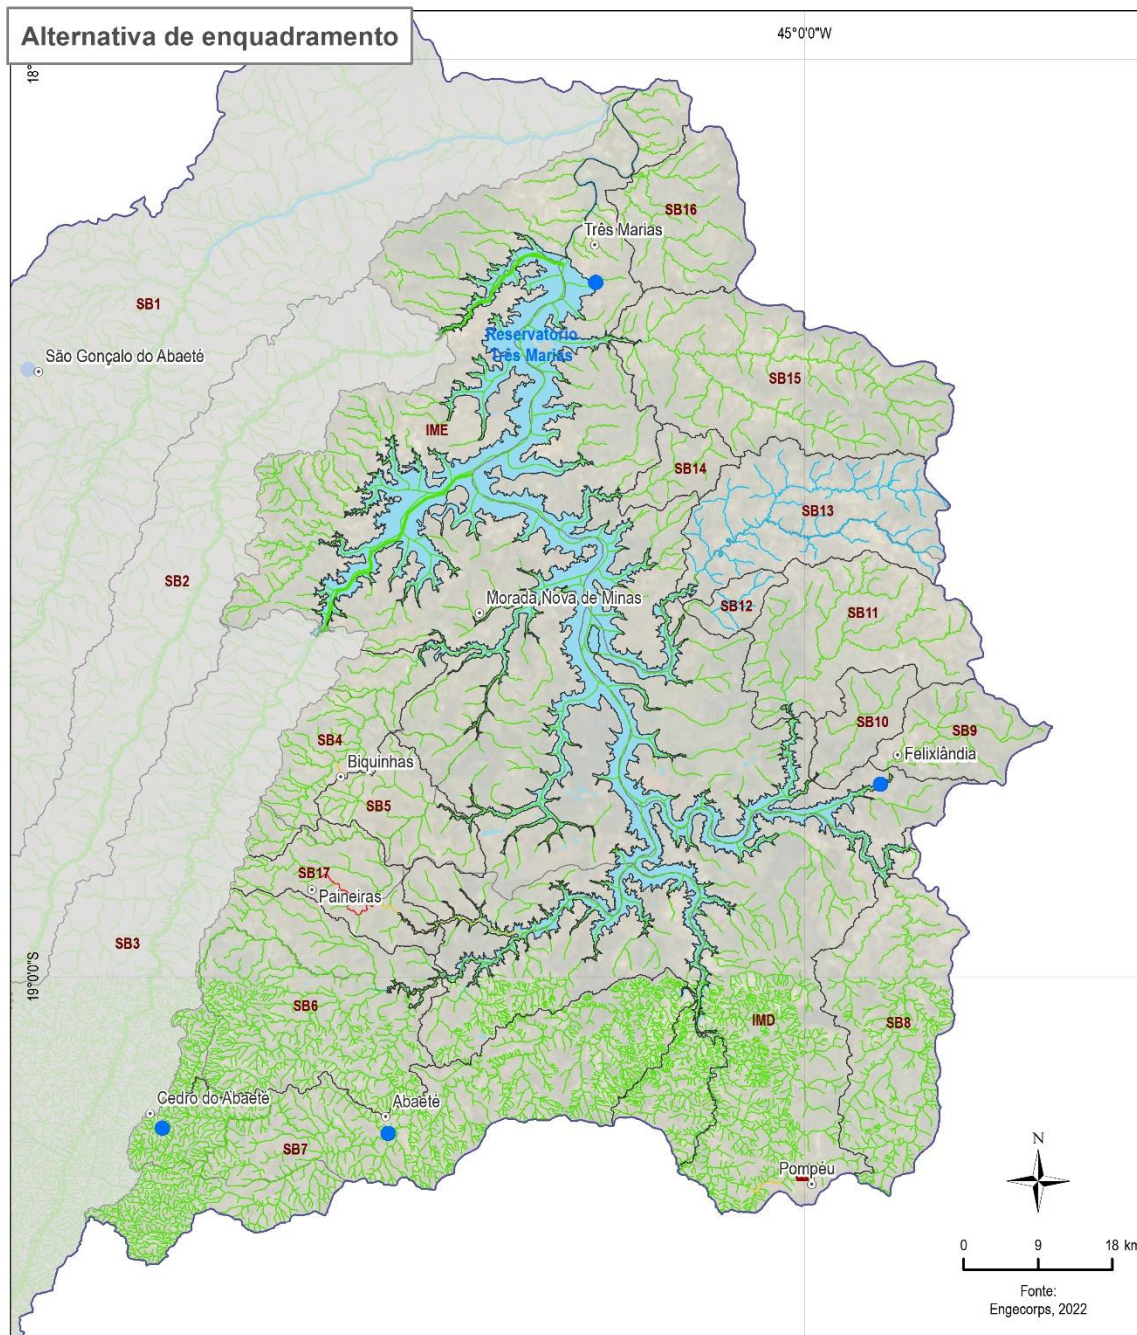 Alternativa de enquadramento
45°0'0"W
18°
SB16
Três Marias
SB1
Reservatório
Três Marias
São Gonçalo do Abaeté
SB15
IME
SB14
SB13
SB2
Morada Nova de Minas
SB12
SB11
SB10
SB9
SB4
Felixlândia
Biquinhas
SB5
SB17
Paineiras
SB3
19°0'0"S
SB6
IMD
SB8
Cedro do Abaeté
Abaeté
SB7
N
Pompéu
0 9 18 km
Fonte:
Engecorps, 2022